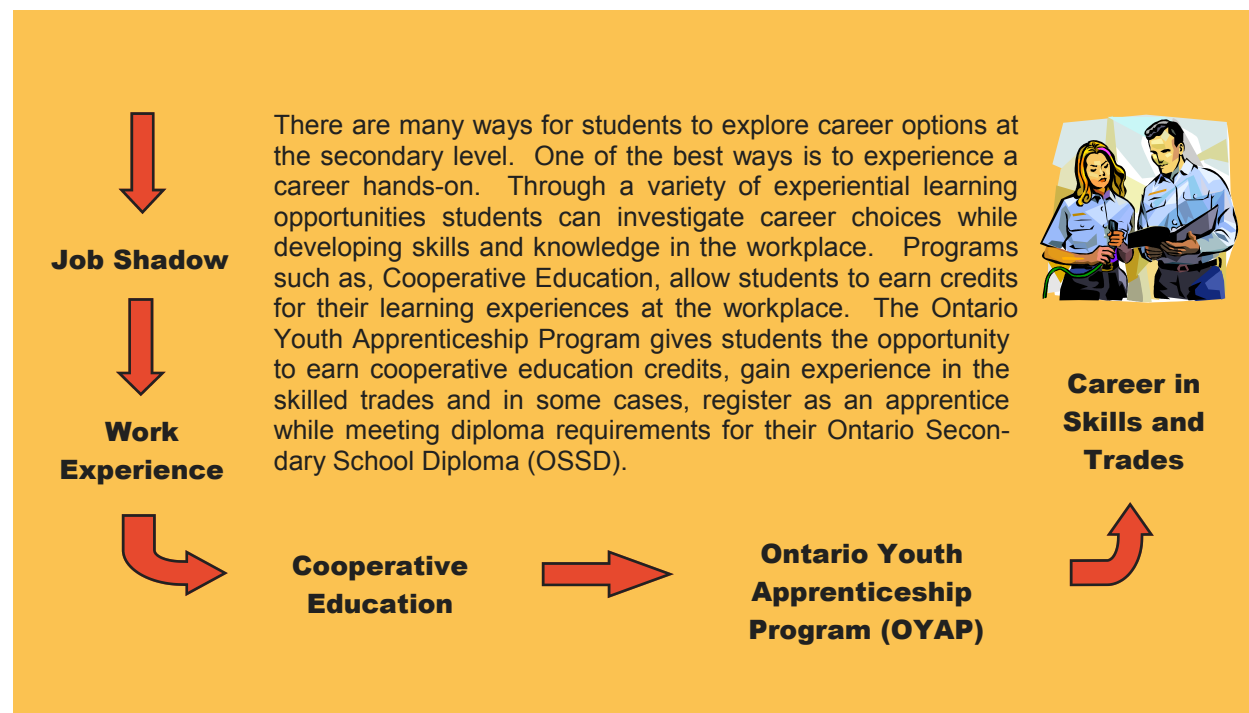 There are many ways for students to explore career options at
the secondary level. One of the best ways is to experience a
career hands-on. Through a variety of experiential learning
opportunities students can investigate career choices while
developing skills and knowledge in the workplace. Programs
such as, Cooperative Education, allow students to earn credits
for their learning experiences at the workplace. The Ontario
Youth Apprenticeship Program gives students the opportunity
to earn cooperative education credits, gain experience in the
skilled trades and in some cases, register as an apprentice
while meeting diploma requirements for their Ontario Secon-
dary School Diploma (OSSD).
Job Shadow
Work
Experience
Cooperative
Education
Ontario Youth
Apprenticeship
Program (OYAP)
Career in
Skills and
Trades